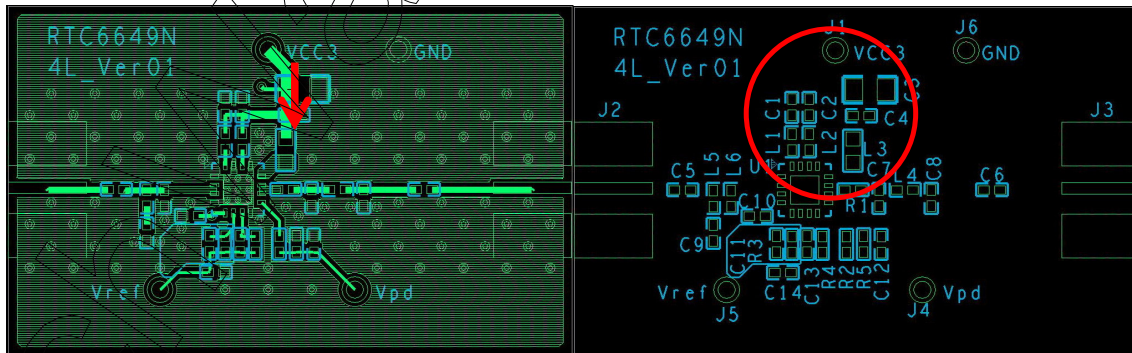 RTC6649N
4L_Ver01
VCC3
GND
Vref
Vpd
RTC6649N
4L_Ver01
J1
VCC3
J6
GND
J2
J3
C1
C2
C3
C4
L1
L2
L3
U1
C5
L5
L6
C7
L4
C8
C6
R1
C10
C9
C11
R3
C14
C13
R4
R2
R5
C12
Vref
J5
J4
Vpd